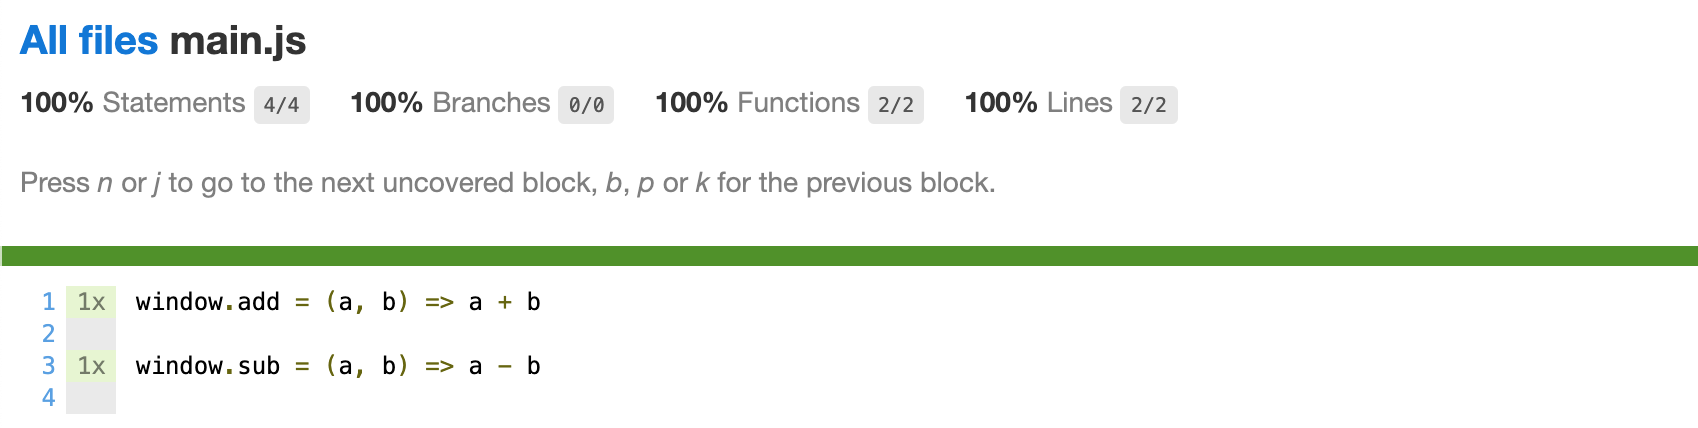 All files main.js
100% Statements 4/4 100% Branches 0/0 100% Functions 2/2 100% Lines 2/2
Press n or j to go to the next uncovered block, b, p or k for the previous block.
1 1x window.add = (a, b) => a + b
2
3 1x window.sub = (a, b) => a - b
4